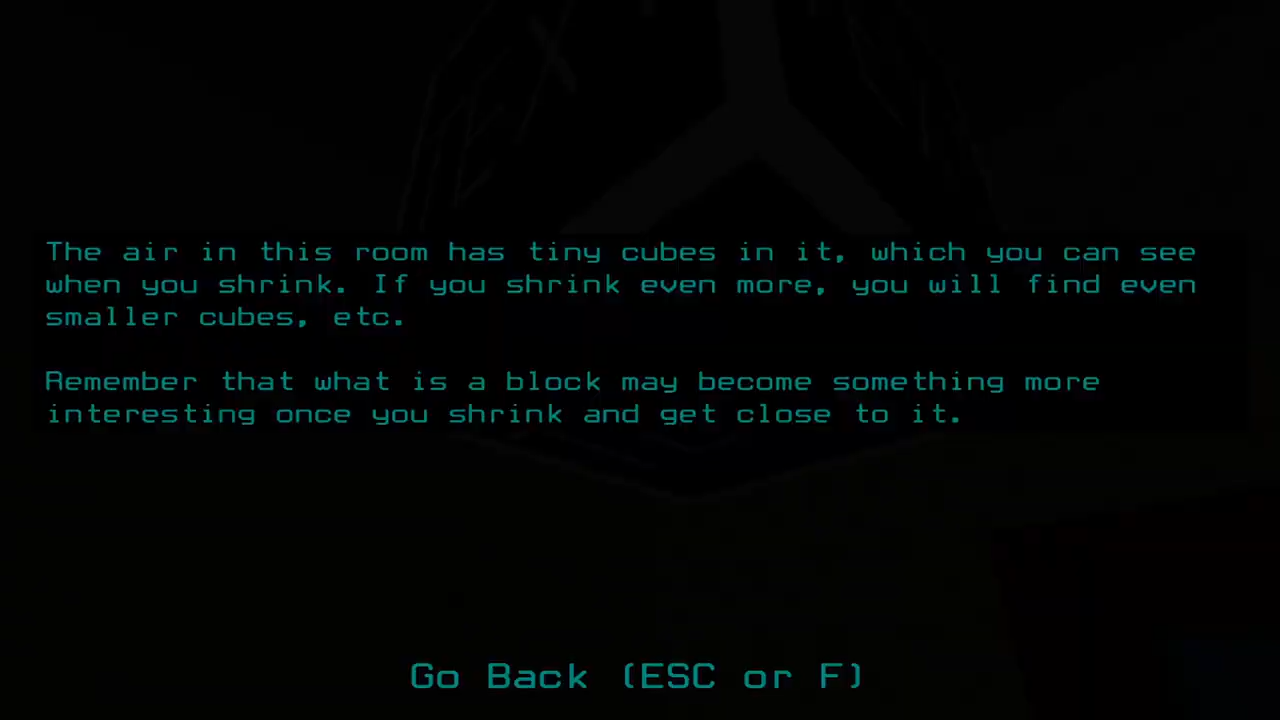 The air in this room has tiny cubes in it, which you can see
when you shrink. If you shrink even more, you will find even
smaller cubes, etc.
Remember that what is a block may become something more
interesting once you shrink and get close to it.
Go Back (ESC or F)